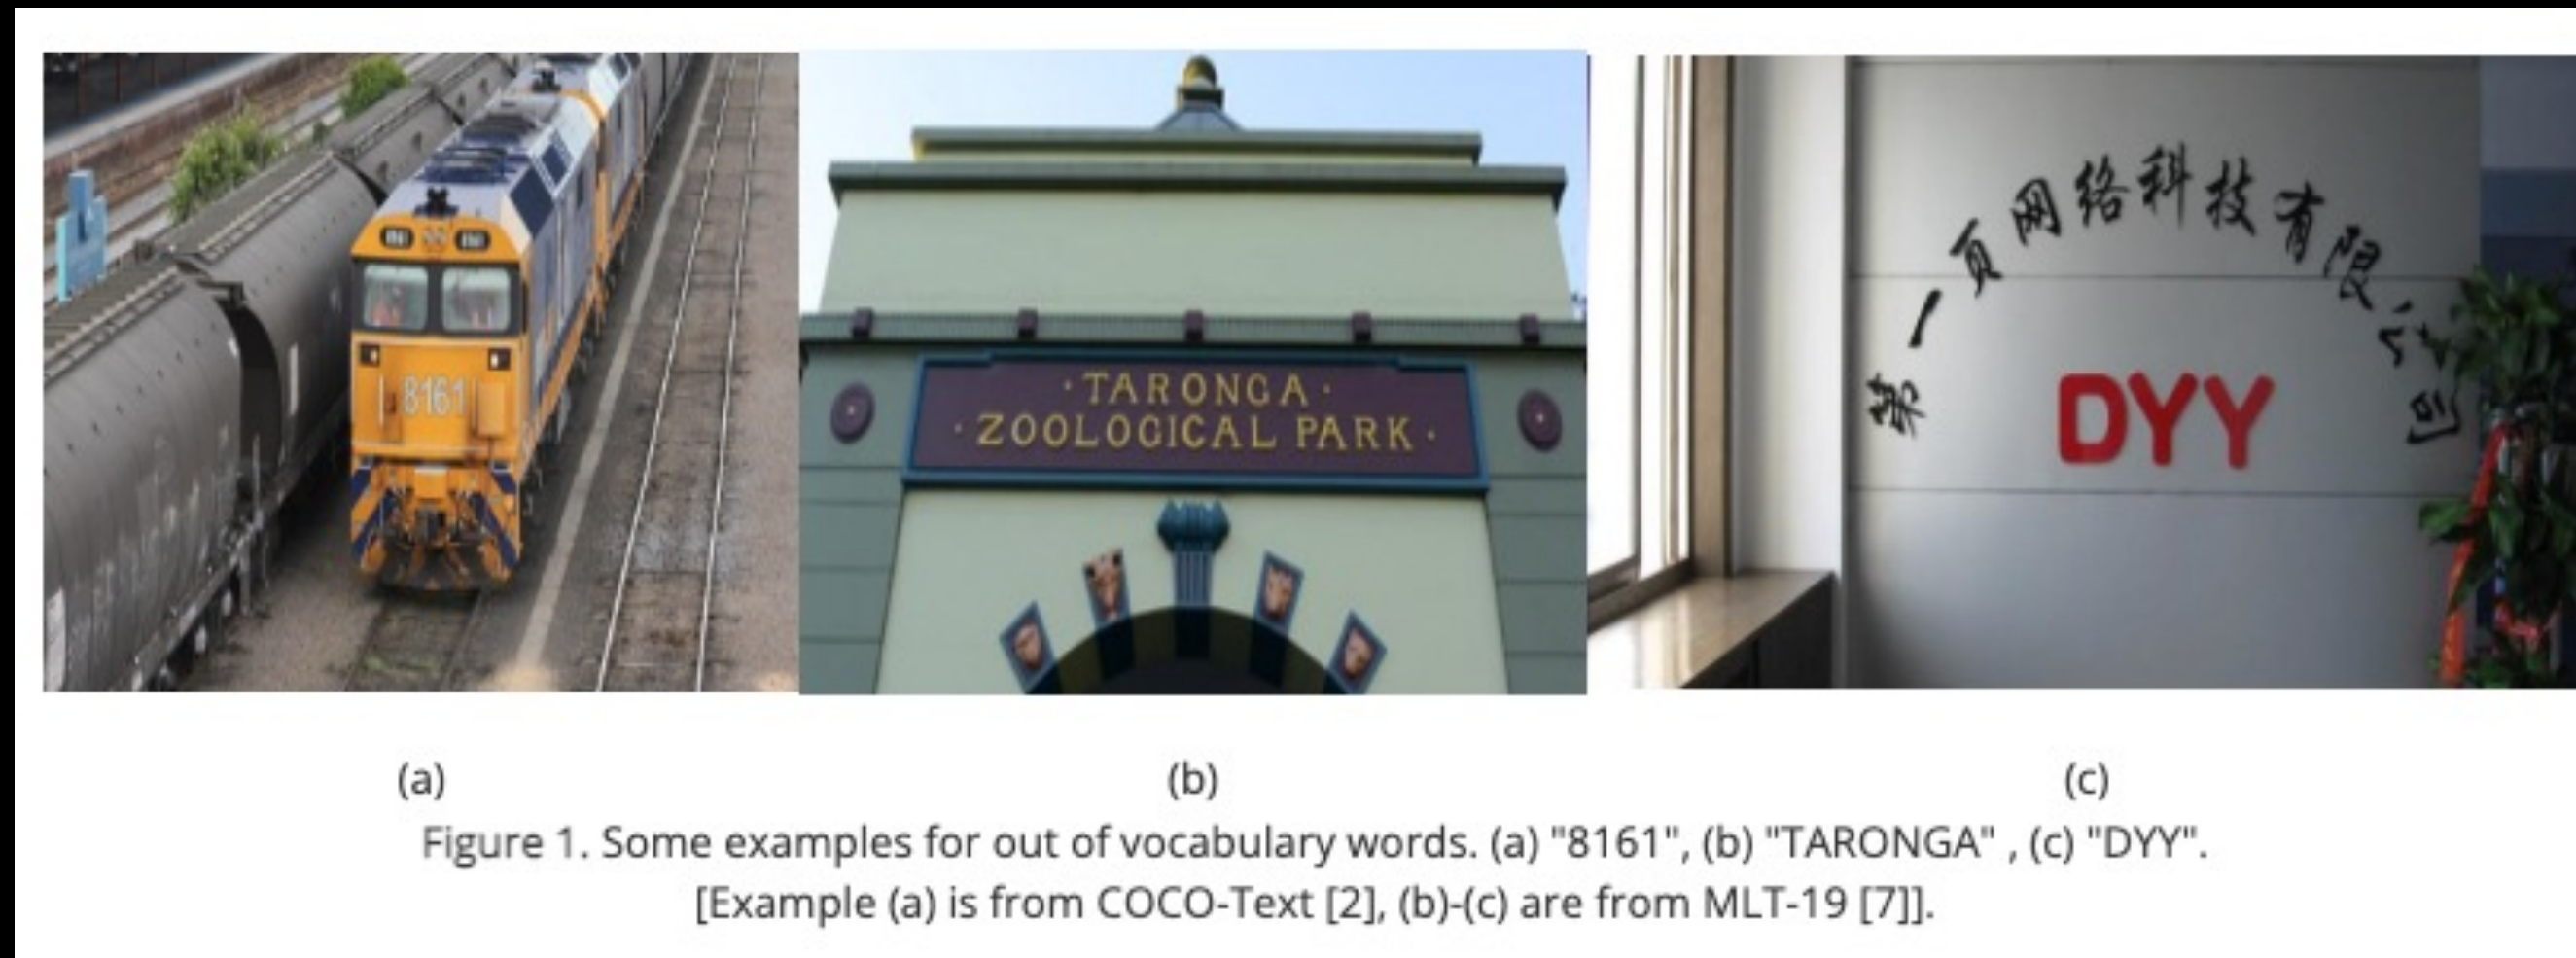 8161
·TARONGA·
·ZOOLOGICAL PARK·
第一页网络科技有限公司
DYY
(a)
(b)
(c)
Figure 1. Some examples for out of vocabulary words. (a) "8161", (b) "TARONGA" , (c) "DYY".
[Example (a) is from COCO-Text [2], (b)-(c) are from MLT-19 [7]].